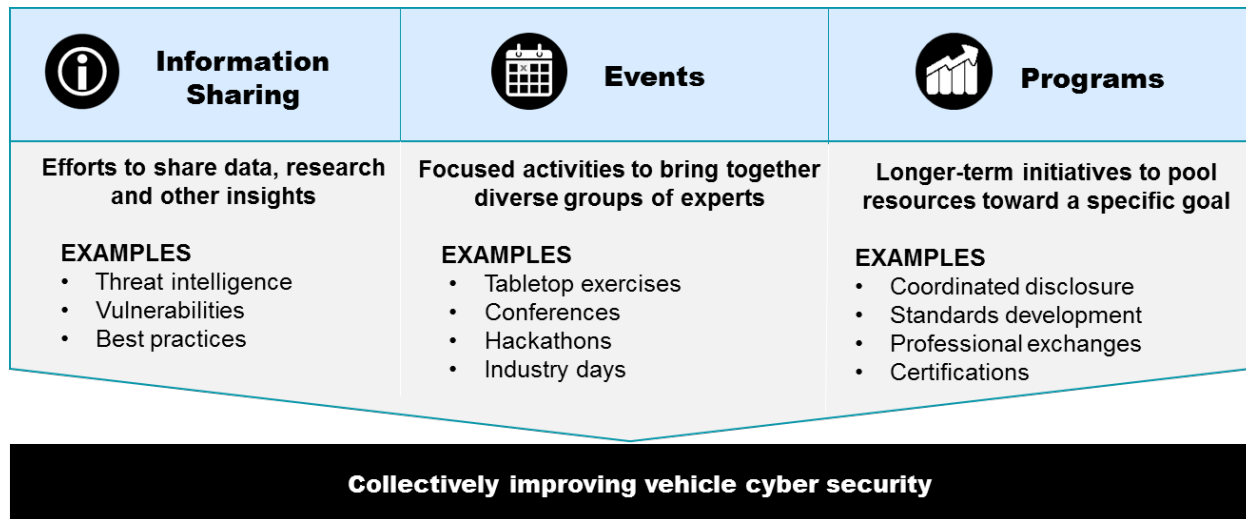 Information
Sharing
Efforts to share data, research
and other insights
EXAMPLES
• Threat intelligence
• Vulnerabilities
• Best practices
Events
Focused activities to bring together
diverse groups of experts
EXAMPLES
• Tabletop exercises
• Conferences
• Hackathons
• Industry days
Programs
Longer-term initiatives to pool
resources toward a specific goal
EXAMPLES
• Coordinated disclosure
• Standards development
• Professional exchanges
• Certifications
Collectively improving vehicle cyber security